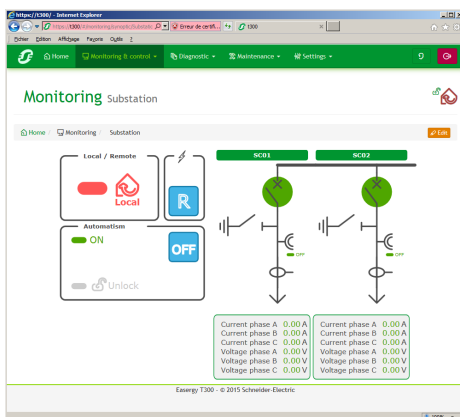 https://t300/ - Internet Explorer
Erreur de certifi...
t300
Fichier Edition Affichage Favoris Outils ?
Home Monitoring & control Diagnostic Maintenance Settings
Monitoring Substation
Home / Monitoring / Substation
Edit
Local / Remote
Local
R
Automatism
ON
OFF
Unlock
SC01 SC02
OFF OFF
Current phase A 0.00 A Current phase A 0.00 A
Current phase B 0.00 A Current phase B 0.00 A
Current phase C 0.00 A Current phase C 0.00 A
Voltage phase A 0.00 V Voltage phase A 0.00 V
Voltage phase B 0.00 V Voltage phase B 0.00 V
Voltage phase C 0.00 V Voltage phase C 0.00 V
Easergy T300 - © 2015 Schneider-Electric